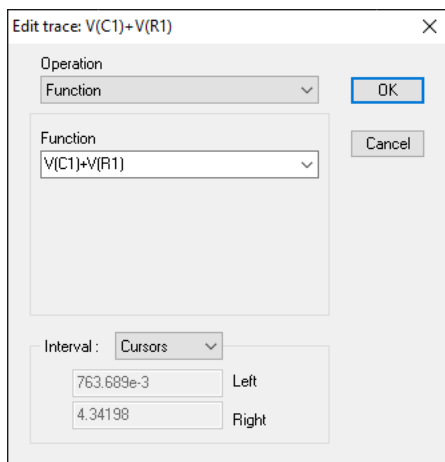 Edit trace: V(C1)+V(R1)
Operation
Function
OK
Function
Cancel
V(C1)+V(R1)
Interval : Cursors
763.689e-3 Left
4.34198 Right